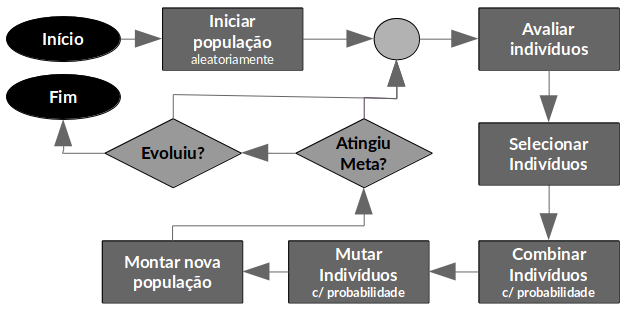 Início
Iniciar
população
aleatoriamente
Avaliar
indivíduos
Fim
Evoluiu?
Atingiu
Meta?
Selecionar
Indivíduos
Montar nova
população
Mutar
Indivíduos
c/ probabilidade
Combinar
Indivíduos
c/ probabilidade